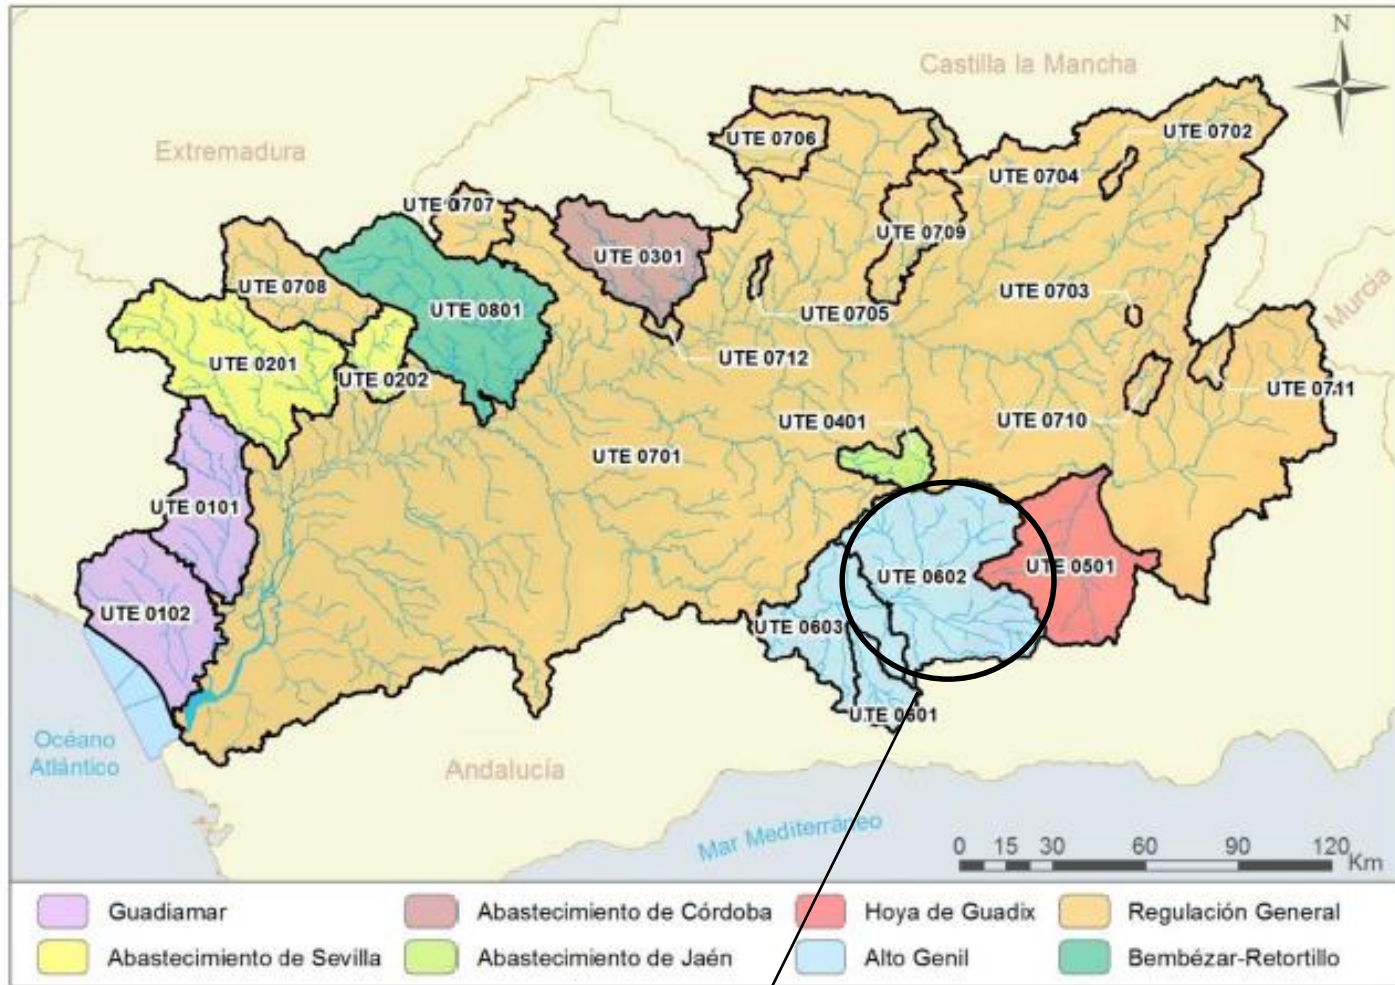 N
Castilla la Mancha
Extremadura
UTE 0706
UTE 0702
UTE 0704
UTE 0707
UTE 0709
UTE 0301
UTE 0708
UTE 0703
UTE 0801
UTE 0705
Murcia
UTE 0712
UTE 0201
UTE 0202
UTE 0711
UTE 0401
UTE 0710
UTE 0701
UTE 0101
UTE 0501
UTE 0602
UTE 0102
UTE 0603
UTE 0601
Océano
Atlántico
Andalucía
Mar Mediterráneo
0 15 30 60 90 120
Km
Guadiamar
Abastecimiento de Córdoba
Hoya de Guadix
Regulación General
Abastecimiento de Sevilla
Abastecimiento de Jaén
Alto Genil
Bembézar-Retortillo